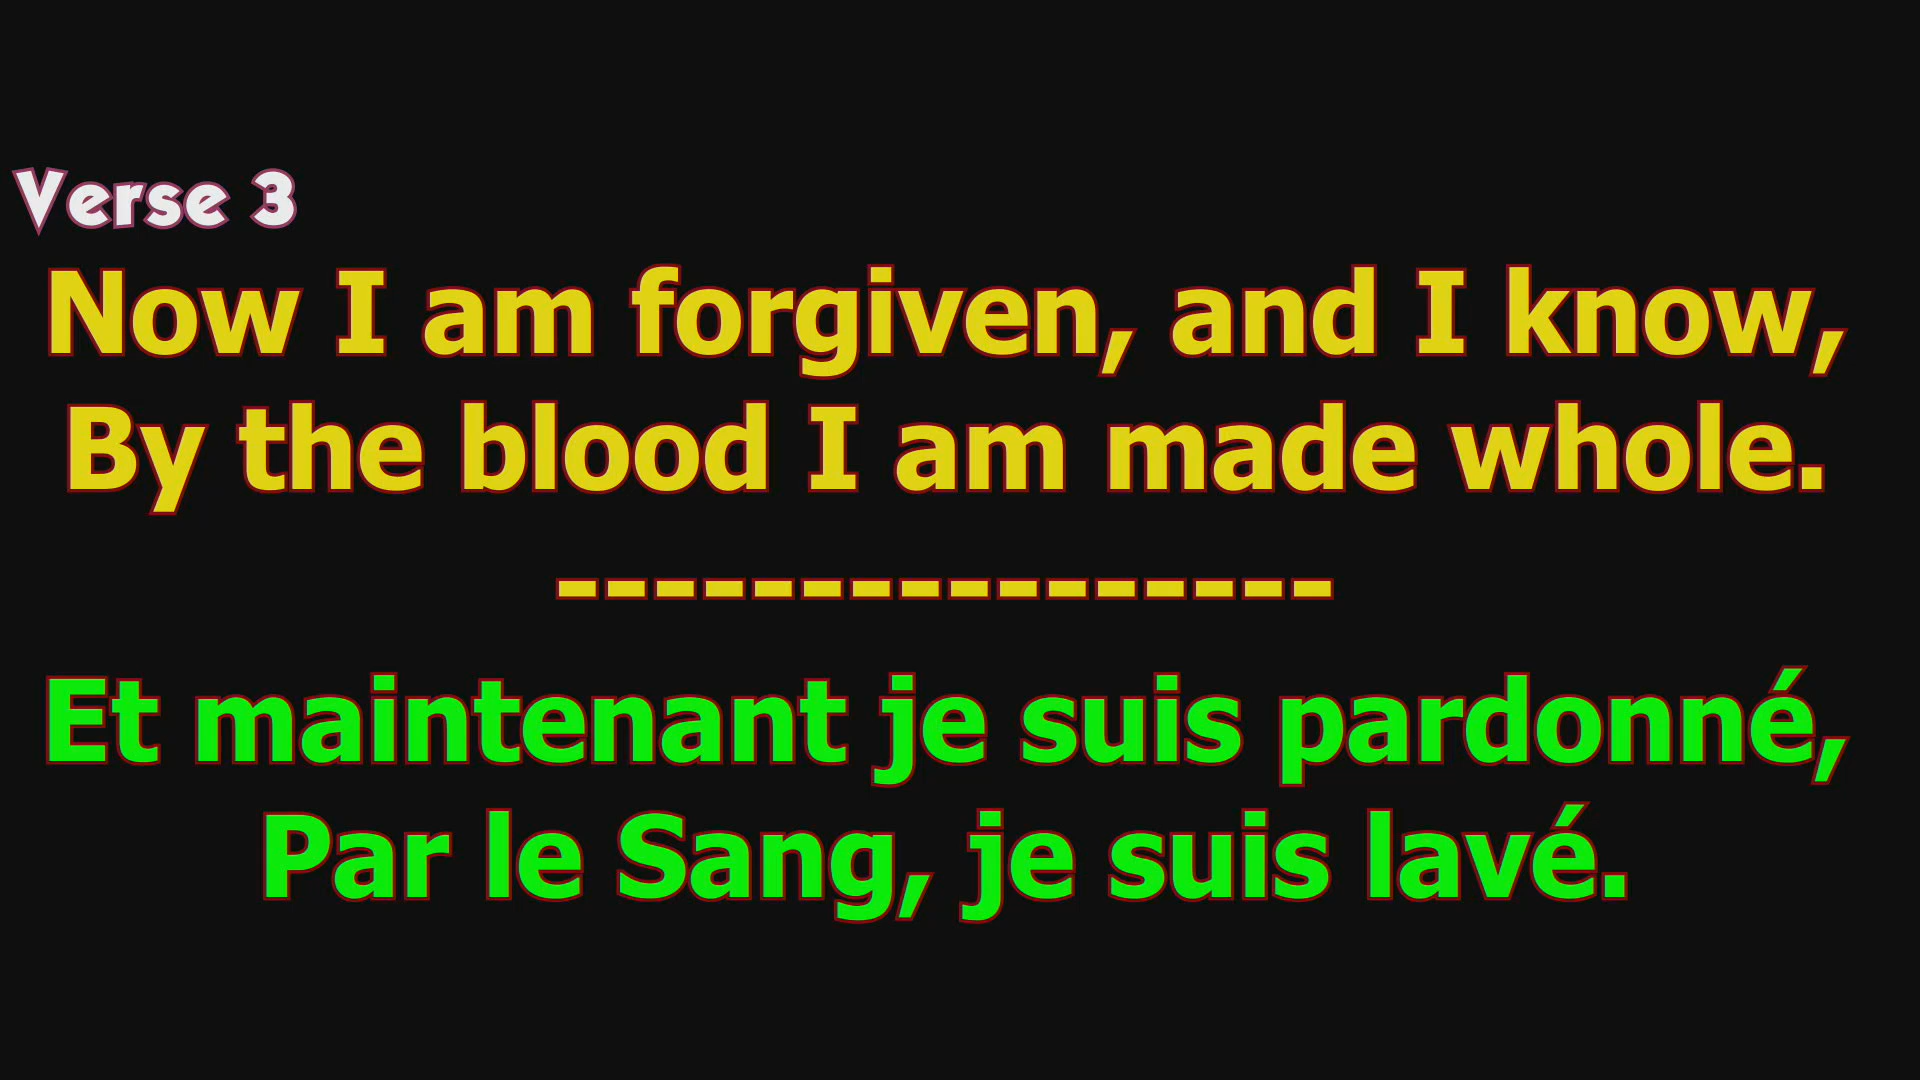 Verse 3
Now I am forgiven, and I know,
By the blood I am made whole.
----------------
Et maintenant je suis pardonné,
Par le Sang, je suis lavé.